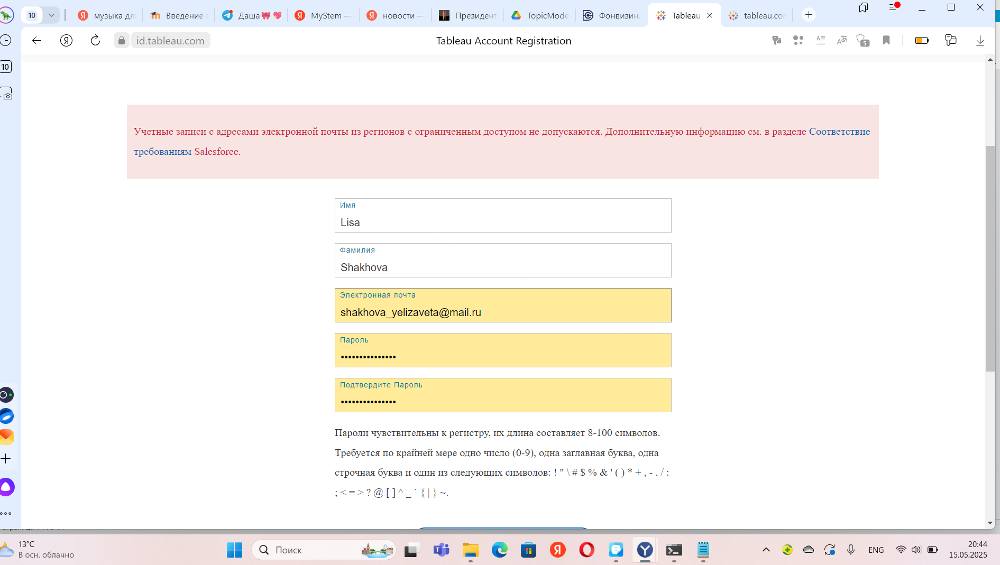 10
музыка дл
Введение в
Даша
MyStem —
новости —
Президент
TopicMode
Фонвизин,
Tableau
tableau.cor
id.tableau.com
Tableau Account Registration
5
10
Учетные записи с адресами электронной почты из регионов с ограниченным доступом не допускаются. Дополнительную информацию см. в разделе Соответствие
требованиям Salesforce.
Имя
Lisa
Фамилия
Shakhova
Электронная почта
shakhova_yelizaveta@mail.ru
Пароль
•••••••••••••••
Подтвердите Пароль
•••••••••••••••
Пароли чувствительны к регистру, их длина составляет 8-100 символов.
Требуется по крайней мере одно число (0-9), одна заглавная буква, одна
строчная буква и один из следующих символов: ! " \ # $ % & ' ( ) * + , - . / :
; < = > ? @ [ ] ^ _ ` { | } ~.
13°C
В осн. облачно
Поиск
ENG
20:44
15.05.2025